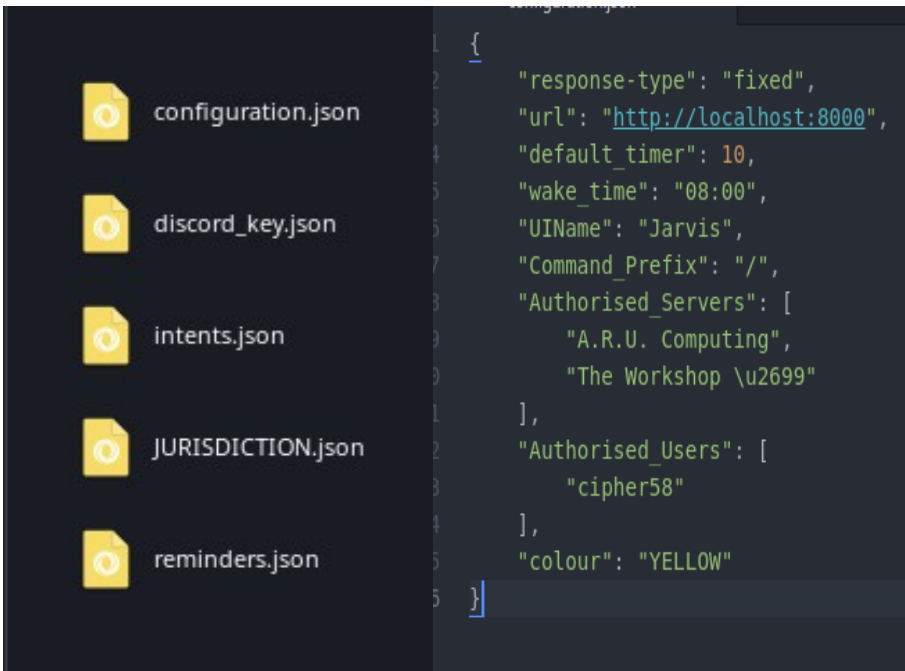 configuration.json
discord_key.json
intents.json
JURISDICTION.json
reminders.json
{
"response-type": "fixed",
"url": "http://localhost:8000",
"default_timer": 10,
"wake_time": "08:00",
"UIName": "Jarvis",
"Command_Prefix": "/",
"Authorised_Servers": [
"A.R.U. Computing",
"The Workshop \u2699"
],
"Authorised_Users": [
"cipher58"
],
"colour": "YELLOW"
}